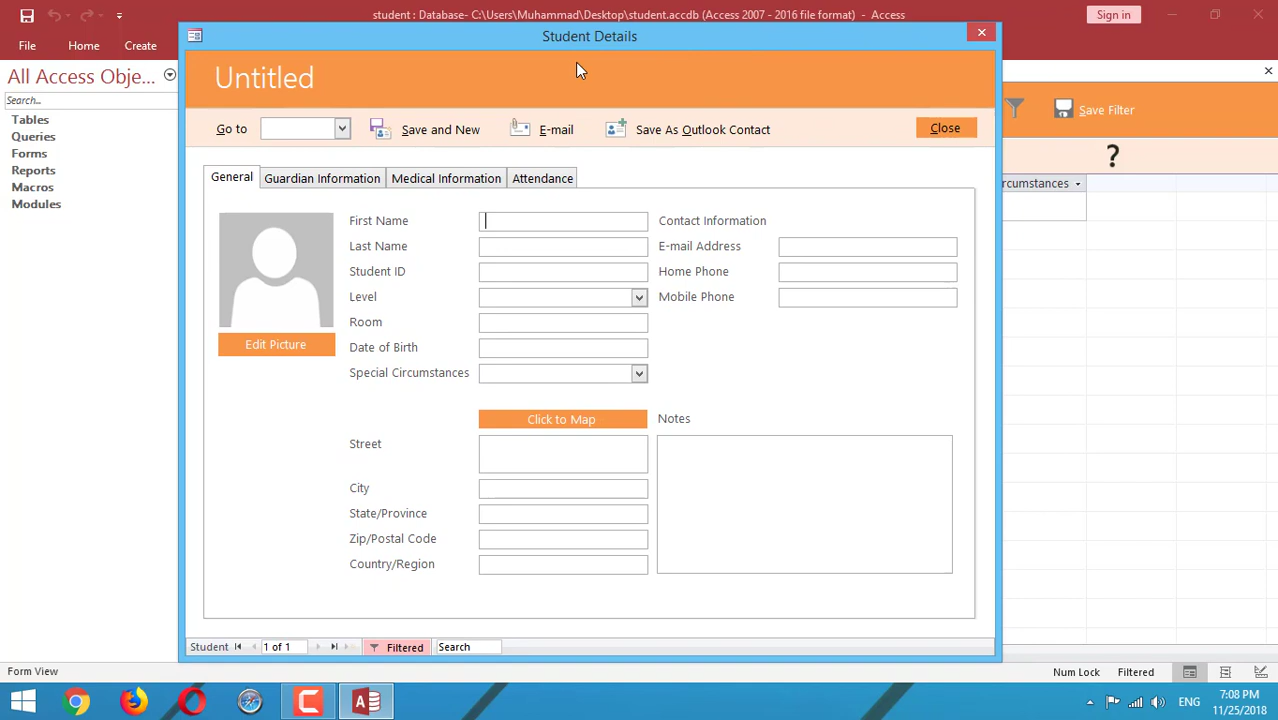 student : Database- C:\Users\Muhammad\Desktop\student.accdb (Access 2007 - 2016 file format) - Access
Sign in
File Home Create
Student Details
All Access Obje...
Search...
Tables
Queries
Forms
Reports
Macros
Modules
Untitled
Go to
Save and New
E-mail
Save As Outlook Contact
Close
Save Filter
?
rcumstances
General Guardian Information Medical Information Attendance
Edit Picture
First Name
Last Name
Student ID
Level
Room
Date of Birth
Special Circumstances
Contact Information
E-mail Address
Home Phone
Mobile Phone
Click to Map
Notes
Street
City
State/Province
Zip/Postal Code
Country/Region
Student 1 of 1 Filtered Search
Form View
Num Lock Filtered
ENG
7:08 PM
11/25/2018